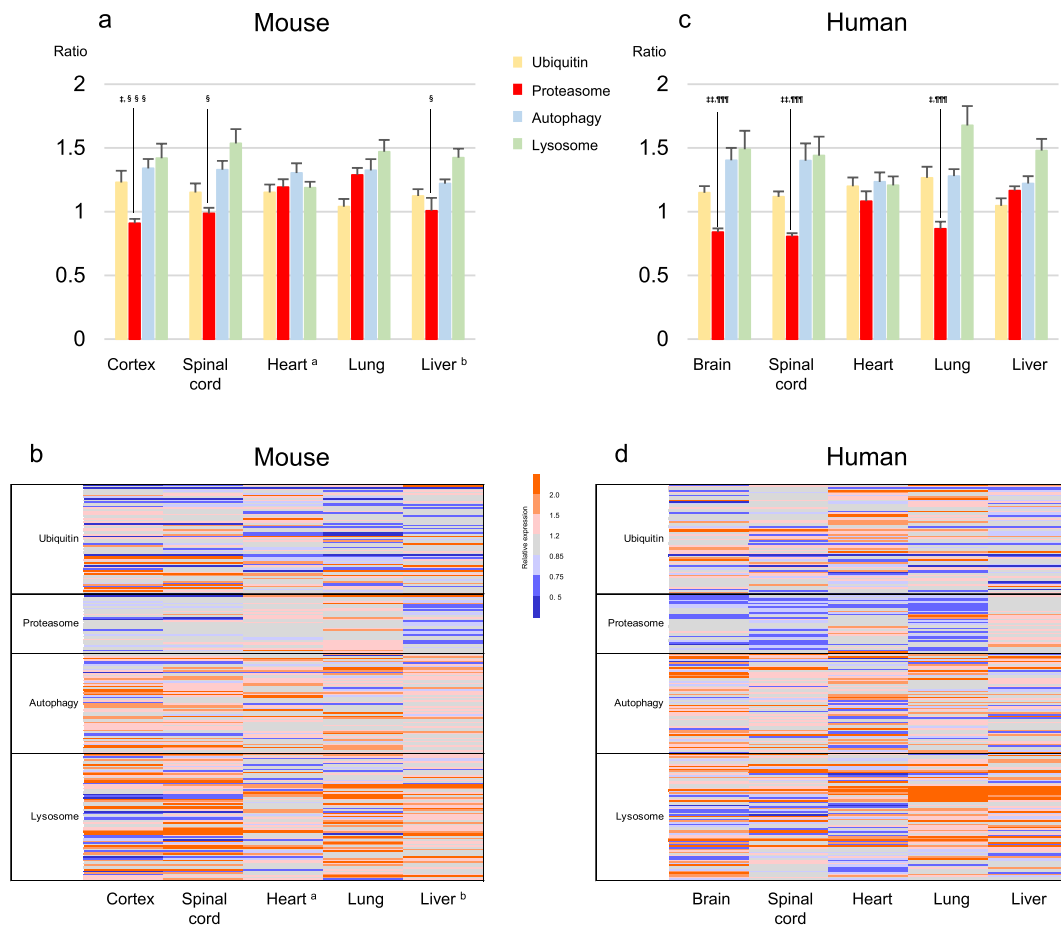 a
Mouse
Ratio
2
1.5
1
0.5
0
‡, § § §
§
§
Cortex
Spinal
cord
Heart a
Lung
Liver b
Ubiquitin
Proteasome
Autophagy
Lysosome
c
Human
Ratio
2
1.5
1
0.5
0
‡‡,¶¶¶
‡‡,¶¶¶
‡,¶¶¶
Brain
Spinal
cord
Heart
Lung
Liver
b
Mouse
Ubiquitin
Proteasome
Autophagy
Lysosome
Cortex
Spinal
cord
Heart a
Lung
Liver b
Relative expression
2.0
1.5
1.2
0.85
0.75
0. 5
d
Human
Ubiquitin
Proteasome
Autophagy
Lysosome
Brain
Spinal
cord
Heart
Lung
Liver